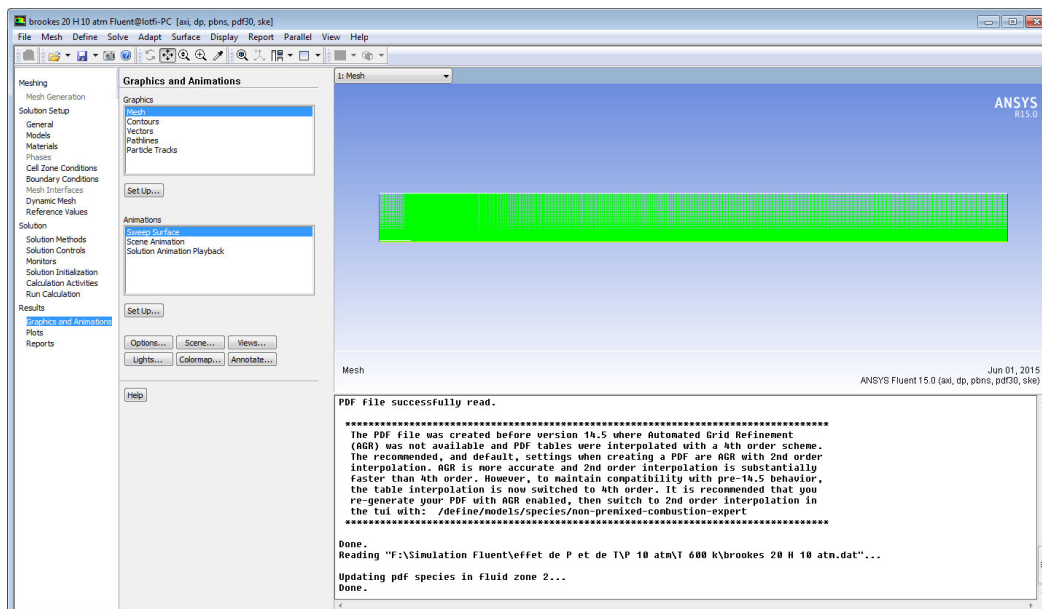 brookes 20 H 10 atm Fluent@lotfi-PC [axi, dp, pbns, pdf30, ske]
File Mesh Define Solve Adapt Surface Display Report Parallel View Help
Meshing
Mesh Generation
Solution Setup
General
Models
Materials
Phases
Cell Zone Conditions
Boundary Conditions
Mesh Interfaces
Dynamic Mesh
Reference Values
Solution
Solution Methods
Solution Controls
Monitors
Solution Initialization
Calculation Activities
Run Calculation
Results
Graphics and Animations
Plots
Reports
Graphics and Animations
Graphics
Mesh
Contours
Vectors
Pathlines
Particle Tracks
Set Up...
Animations
Sweep Surface
Scene Animation
Solution Animation Playback
Set Up...
Options... Scene... Views...
Lights... Colormap... Annotate...
Help
1: Mesh
ANSYS
R15.0
Mesh
Jun 01, 2015
ANSYS Fluent 15.0 (axi, dp, pbns, pdf30, ske)
PDF file successfully read.
*******************************************************************************
The PDF file was created before version 14.5 where Automated Grid Refinement
(AGR) was not available and PDF tables were interpolated with a 4th order scheme.
The recommended, and default, settings when creating a PDF are AGR with 2nd order
interpolation. AGR is more accurate and 2nd order interpolation is substantially
faster than 4th order. However, to maintain compatibility with pre-14.5 behavior,
the table interpolation is now switched to 4th order. It is recommended that you
re-generate your PDF with AGR enabled, then switch to 2nd order interpolation in
the tui with: /define/models/species/non-premixed-combustion-expert
*******************************************************************************
Done.
Reading "F:\Simulation Fluent\effet de P et de T\P 10 atm\T 600 k\brookes 20 H 10 atm.dat"...
Updating pdf species in fluid zone 2...
Done.